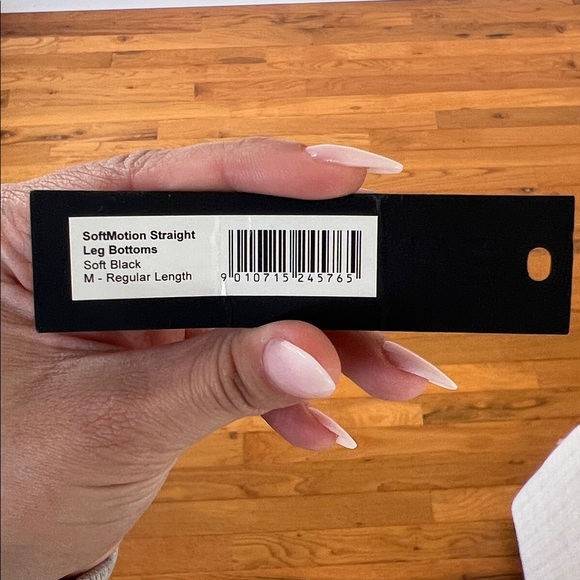 SoftMotion Straight
Leg Bottoms
Soft Black
M - Regular Length
9 010715 245765